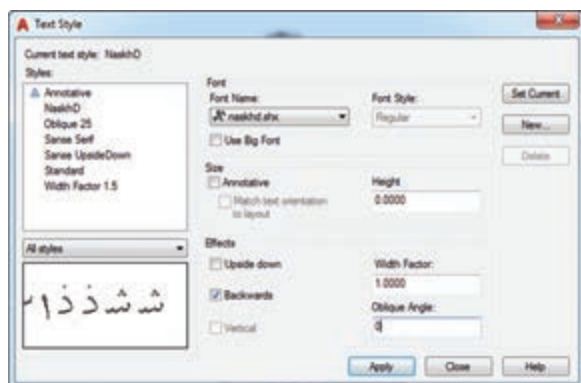 Text Style
Current text style: NaskhD
Styles:
Annotative
NaskhD
Oblique 25
Sanse Serif
Sanse UpsideDown
Standard
Width Factor 1.5
All styles
Font
Font Name:
naskhd.shx
Use Big Font
Font Style:
Regular
Size
Annotative
Match text orientation to layout
Height
0.0000
Effects
Upside down
Backwards
Vertical
Width Factor:
1.0000
Oblique Angle:
0
Set Current
New...
Delete
Apply
Close
Help